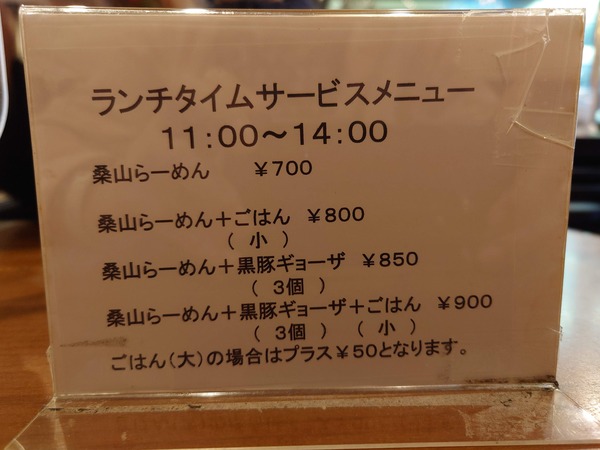 ランチタイムサービスメニュー
11:00～14:00
桑山らーめん ￥700
桑山らーめん＋ごはん ￥800
（ 小 ）
桑山らーめん＋黒豚ギョーザ ￥850
（ 3個 ）
桑山らーめん＋黒豚ギョーザ＋ごはん ￥900
（ 3個 ） （ 小 ）
ごはん（大）の場合はプラス￥50となります。